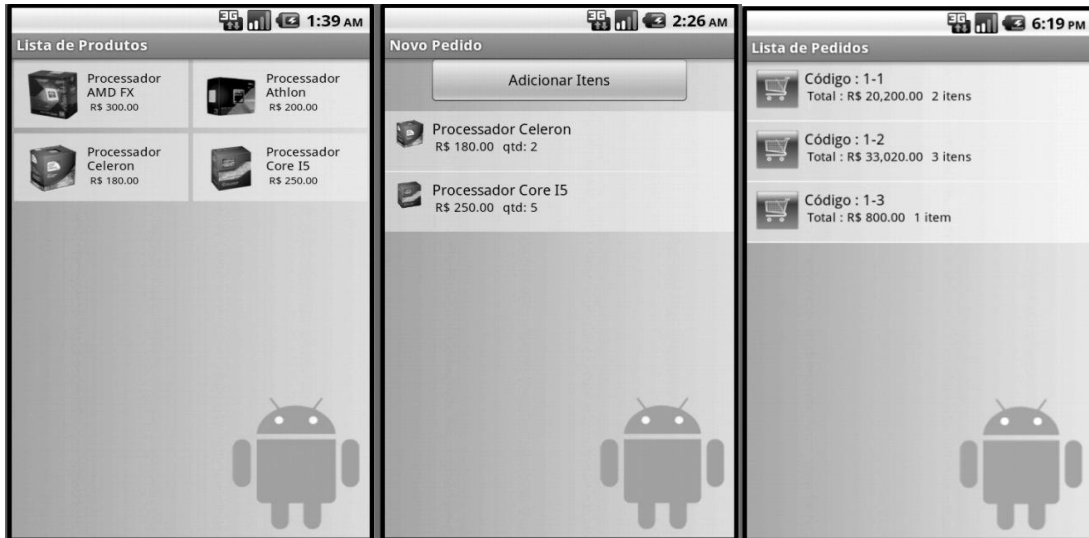 3G 1:39 AM
Lista de Produtos
Processador
AMD FX
R$ 300.00
Processador
Athlon
R$ 200.00
Processador
Celeron
R$ 180.00
Processador
Core I5
R$ 250.00
3G 2:26 AM
Novo Pedido
Adicionar Itens
Processador Celeron
R$ 180.00 qtd: 2
Processador Core I5
R$ 250.00 qtd: 5
3G 6:19 PM
Lista de Pedidos
Código : 1-1
Total : R$ 20,200.00 2 itens
Código : 1-2
Total : R$ 33,020.00 3 itens
Código : 1-3
Total : R$ 800.00 1 item